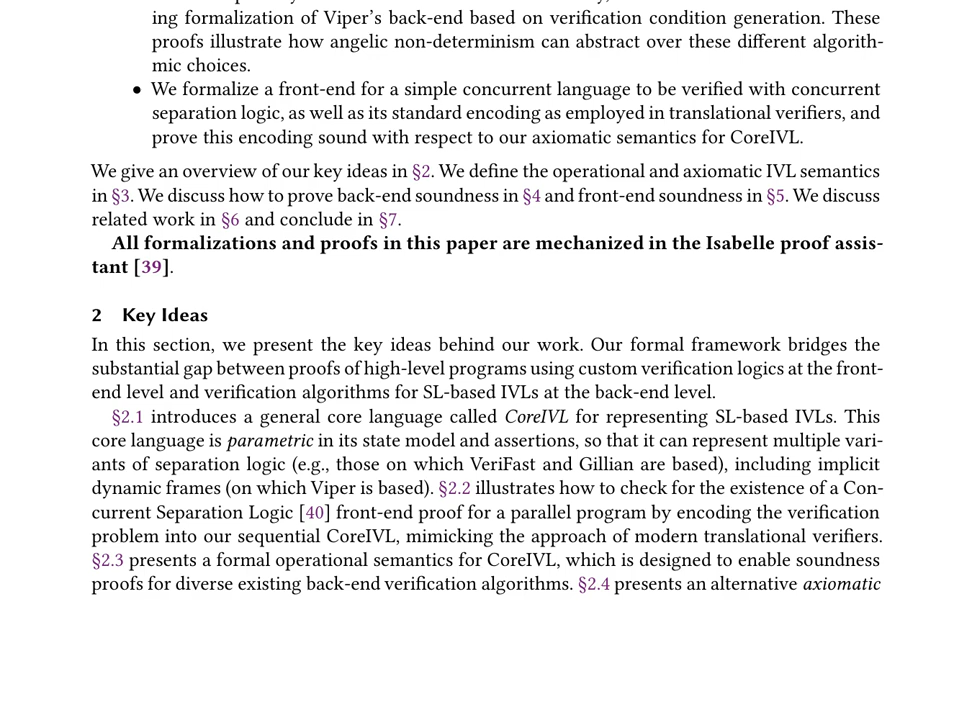 ing formalization of Viper's back-end based on verification condition generation. These
proofs illustrate how angelic non-determinism can abstract over these different algorith-
mic choices.
• We formalize a front-end for a simple concurrent language to be verified with concurrent
separation logic, as well as its standard encoding as employed in translational verifiers, and
prove this encoding sound with respect to our axiomatic semantics for CoreIVL.
We give an overview of our key ideas in §2. We define the operational and axiomatic IVL semantics
in §3. We discuss how to prove back-end soundness in §4 and front-end soundness in §5. We discuss
related work in §6 and conclude in §7.
All formalizations and proofs in this paper are mechanized in the Isabelle proof assis-
tant [39].
2 Key Ideas
In this section, we present the key ideas behind our work. Our formal framework bridges the
substantial gap between proofs of high-level programs using custom verification logics at the front-
end level and verification algorithms for SL-based IVLs at the back-end level.
§2.1 introduces a general core language called CoreIVL for representing SL-based IVLs. This
core language is parametric in its state model and assertions, so that it can represent multiple vari-
ants of separation logic (e.g., those on which VeriFast and Gillian are based), including implicit
dynamic frames (on which Viper is based). §2.2 illustrates how to check for the existence of a Con-
current Separation Logic [40] front-end proof for a parallel program by encoding the verification
problem into our sequential CoreIVL, mimicking the approach of modern translational verifiers.
§2.3 presents a formal operational semantics for CoreIVL, which is designed to enable soundness
proofs for diverse existing back-end verification algorithms. §2.4 presents an alternative axiomatic